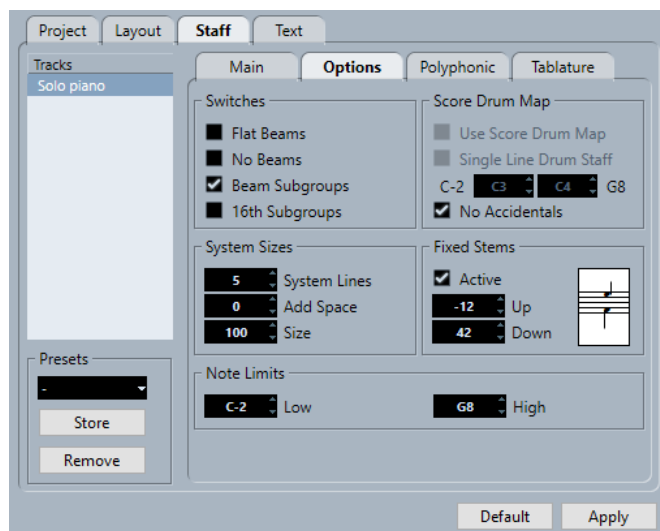 Project Layout Staff Text
Tracks
Solo piano
Main Options Polyphonic Tablature
Switches
Flat Beams
No Beams
Beam Subgroups
16th Subgroups
Score Drum Map
Use Score Drum Map
Single Line Drum Staff
C-2 C3 C4 G8
No Accidentals
System Sizes
5 System Lines
0 Add Space
100 Size
Fixed Stems
Active
-12 Up
42 Down
Presets
-
Store
Remove
Note Limits
C-2 Low G8 High
Default Apply